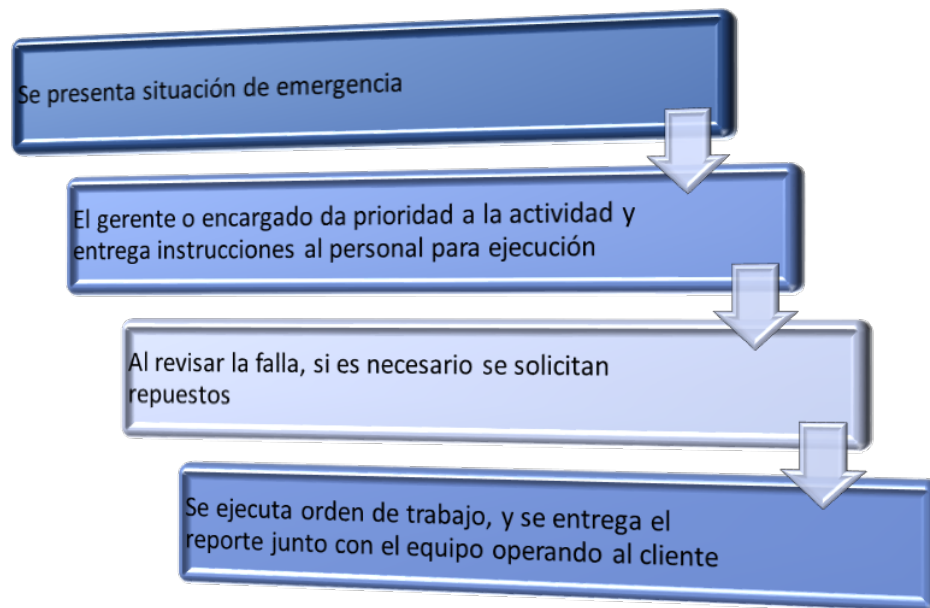 Se presenta situación de emergencia
El gerente o encargado da prioridad a la actividad y
entrega instrucciones al personal para ejecución
Al revisar la falla, si es necesario se solicitan
repuestos
Se ejecuta orden de trabajo, y se entrega el
reporte junto con el equipo operando al cliente